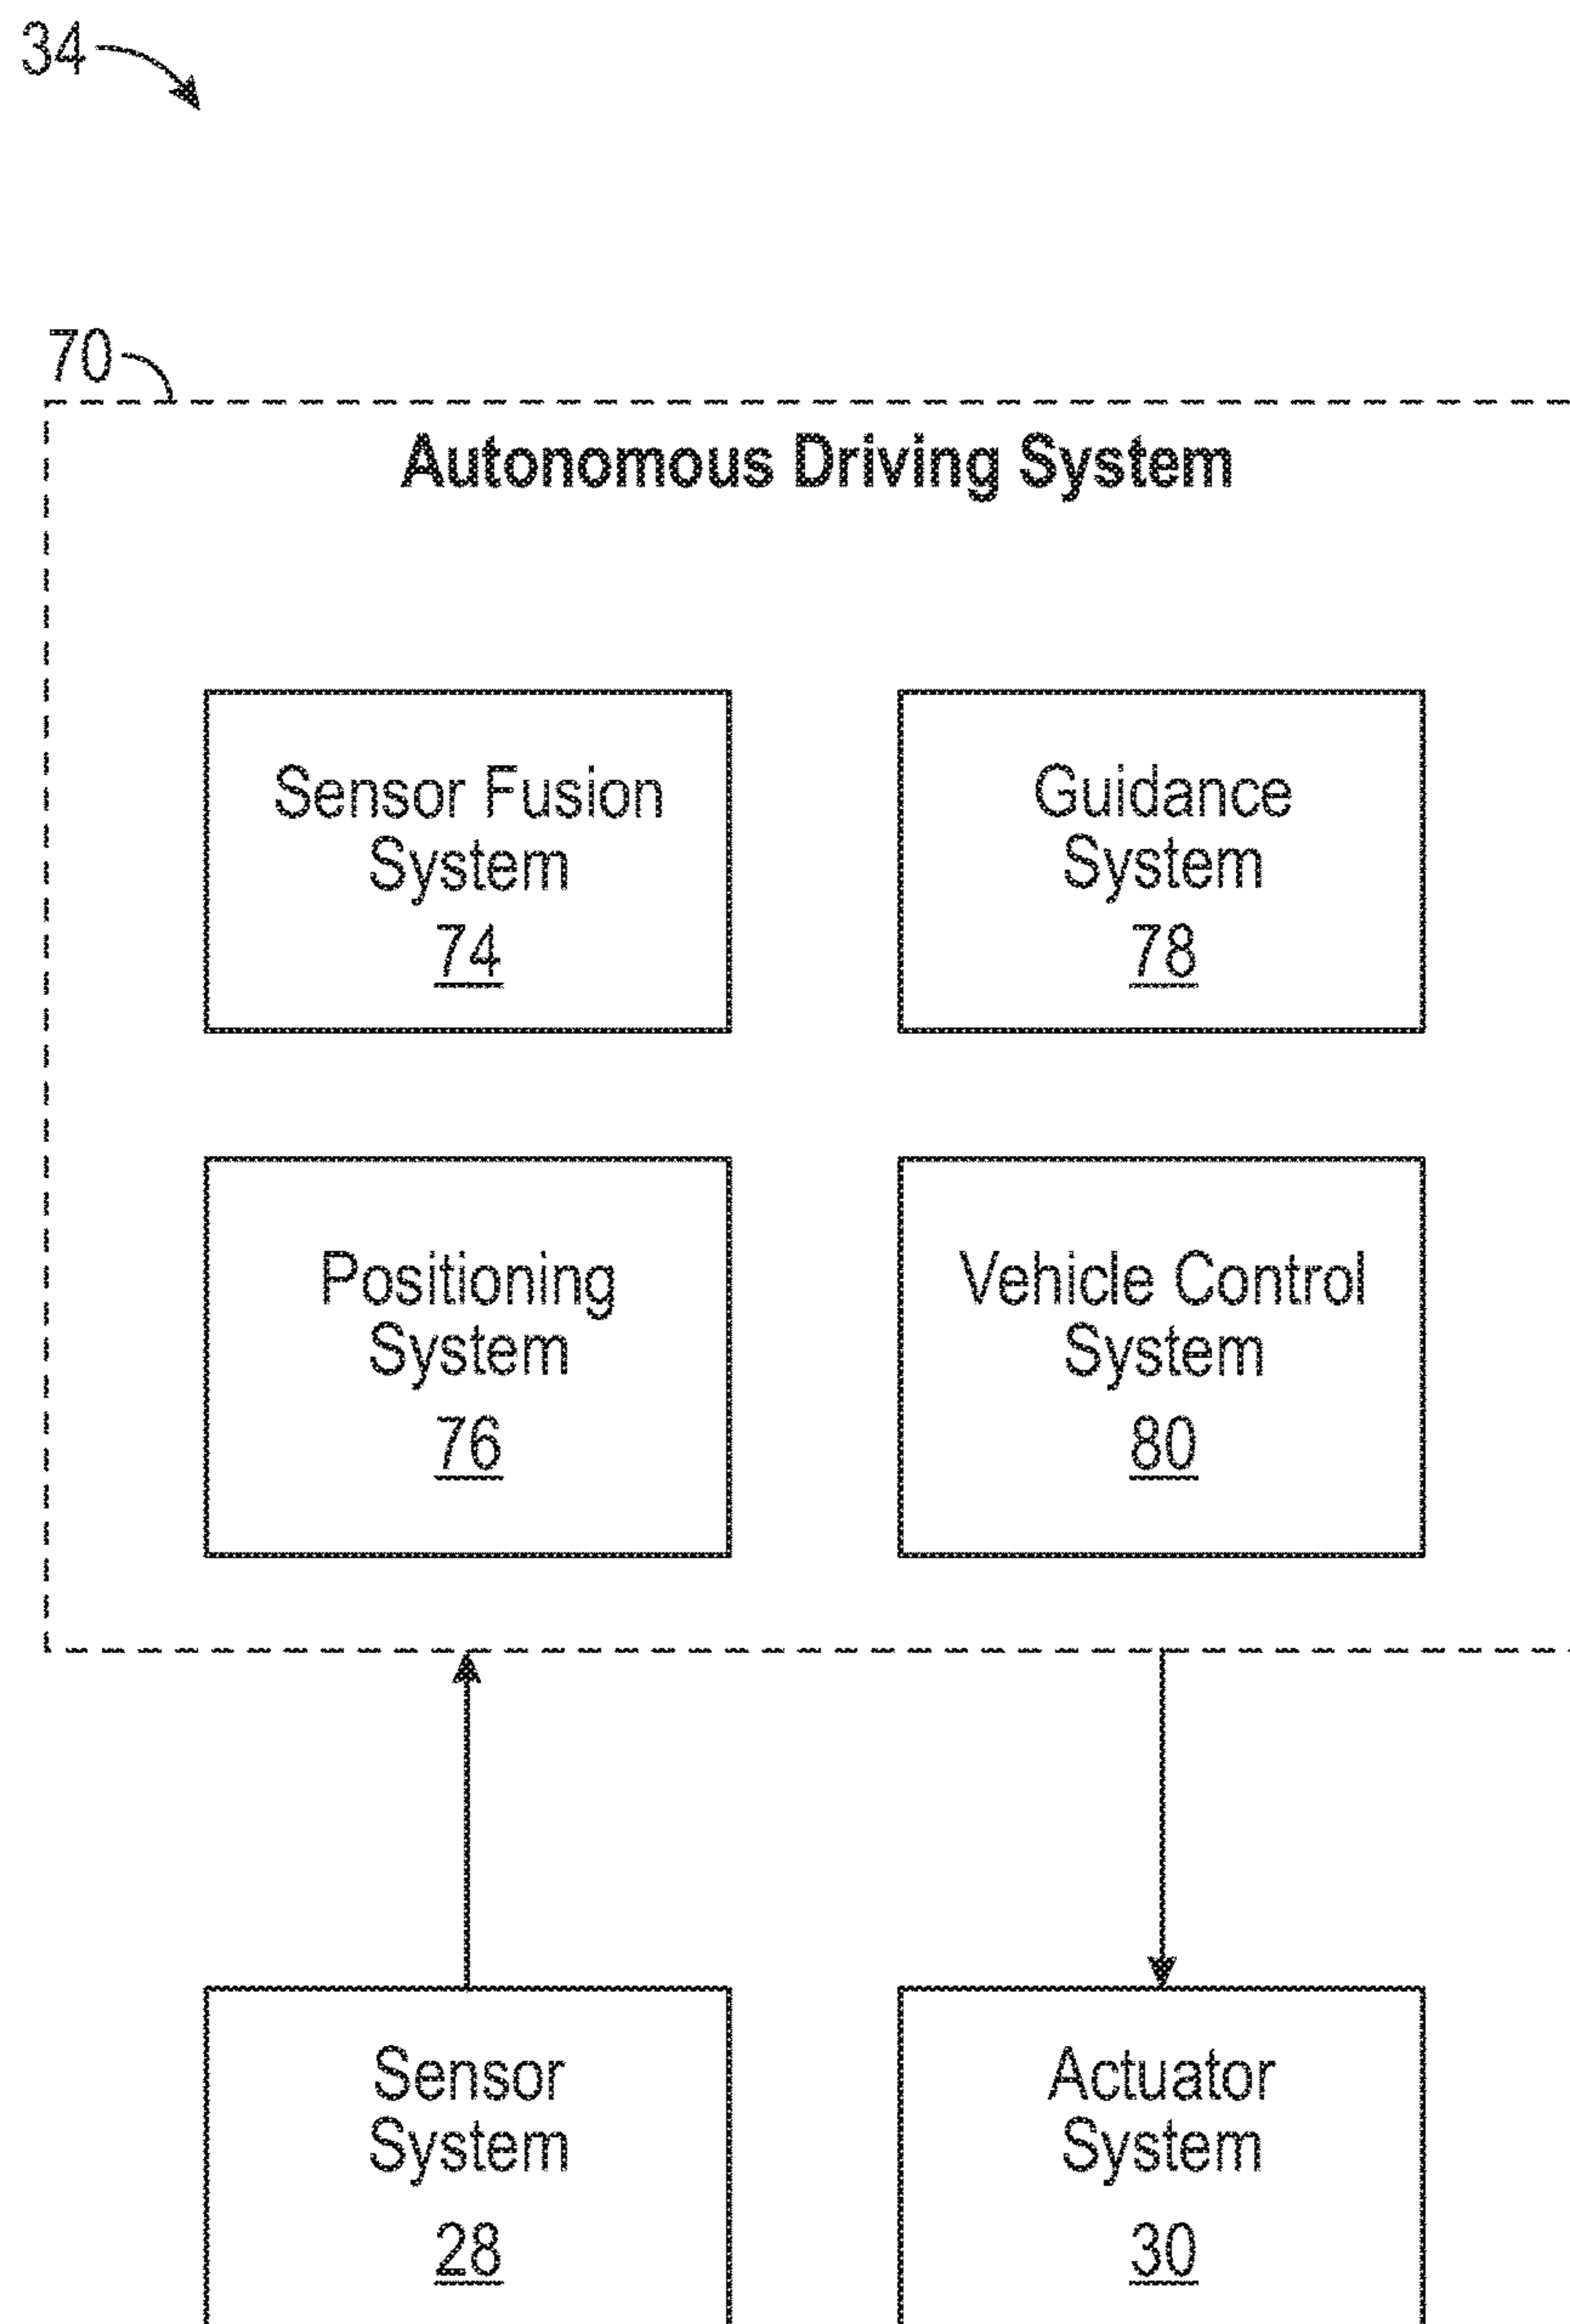 34
70
Autonomous Driving System
Sensor Fusion
System
74
Guidance
System
78
Positioning
System
76
Vehicle Control
System
80
Sensor
System
28
Actuator
System
30